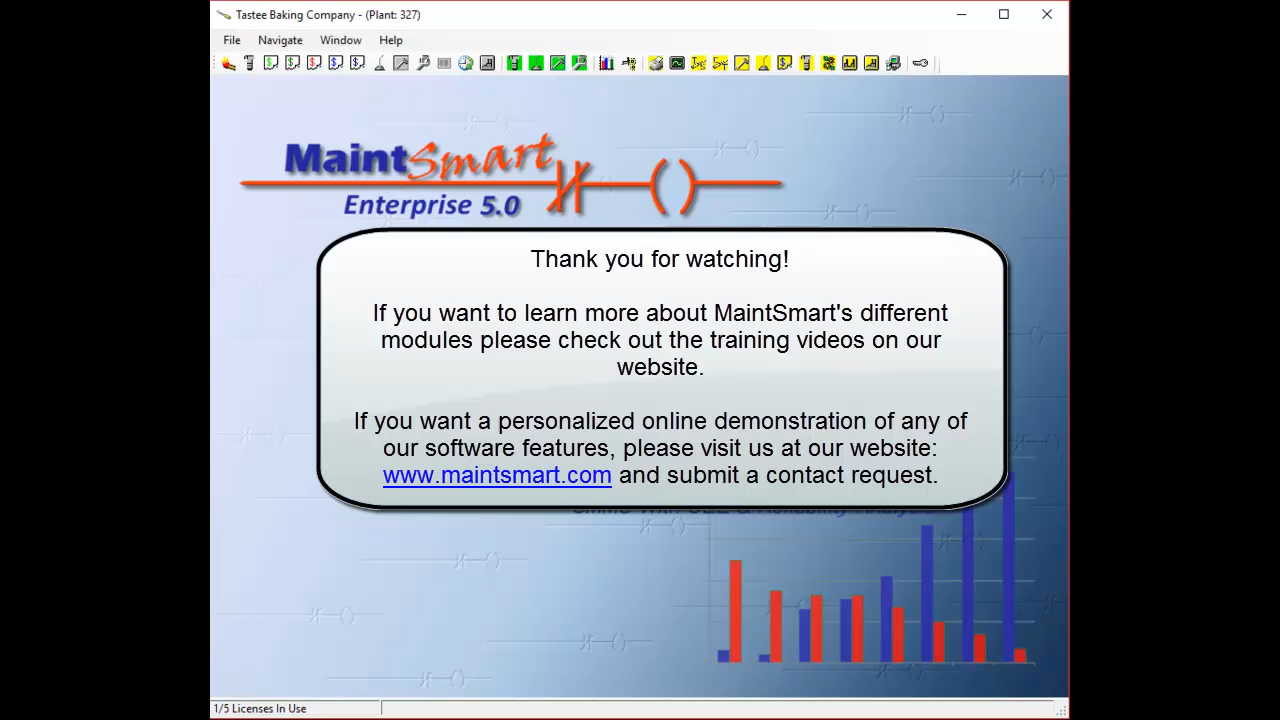 Tastee Baking Company - (Plant: 327)
File Navigate Window Help
MaintSmart
Enterprise 5.0
Thank you for watching!
If you want to learn more about MaintSmart's different
modules please check out the training videos on our
website.
If you want a personalized online demonstration of any of
our software features, please visit us at our website:
www.maintsmart.com and submit a contact request.
1/5 Licenses In Use